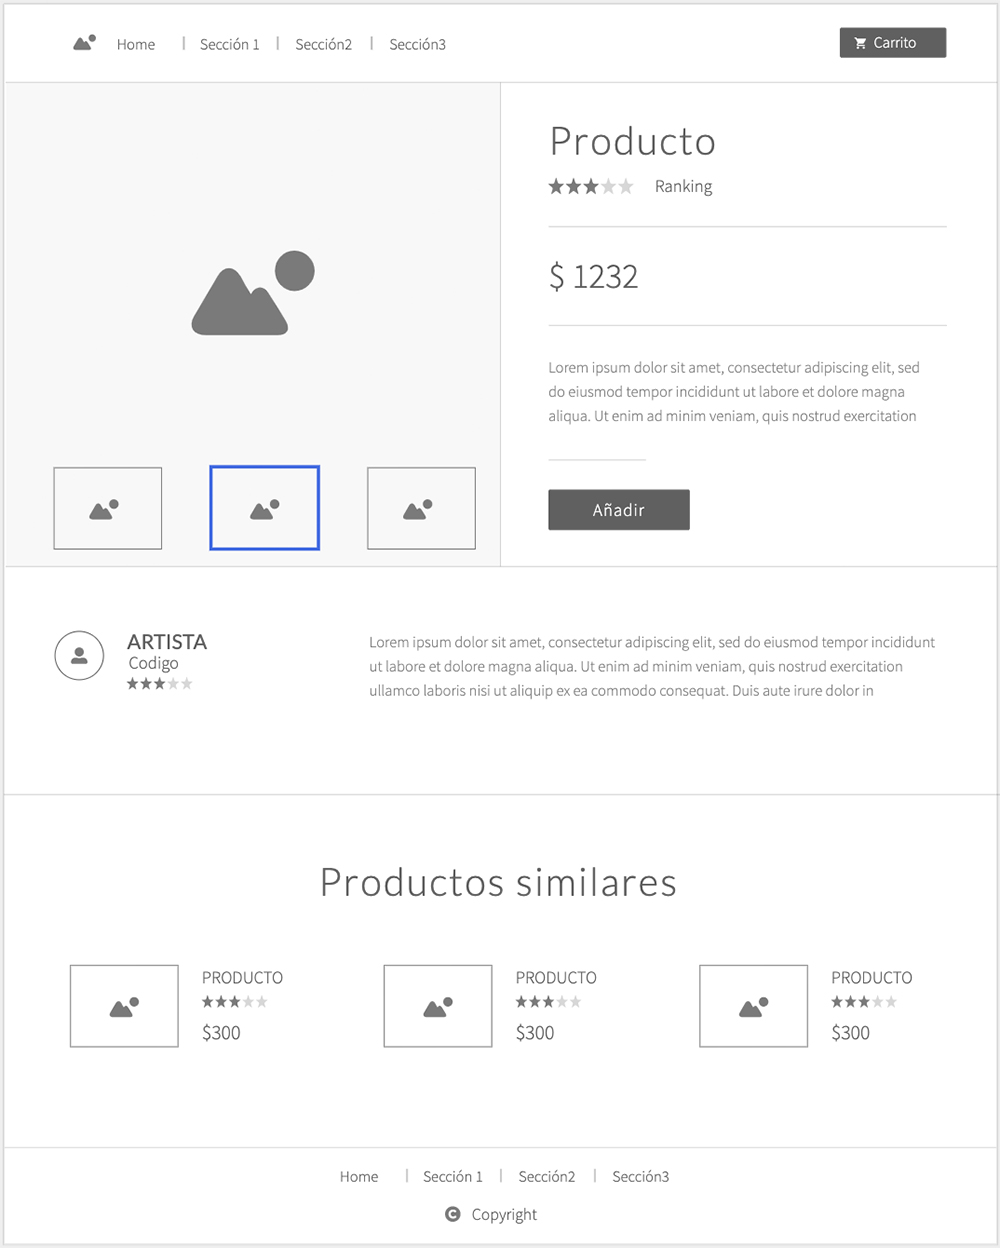 Home | Sección 1 | Sección2 | Sección3
Carrito
Producto
Ranking
$ 1232
Lorem ipsum dolor sit amet, consectetur adipiscing elit, sed
do eiusmod tempor incididunt ut labore et dolore magna
aliqua. Ut enim ad minim veniam, quis nostrud exercitation
Añadir
ARTISTA
Codigo
Lorem ipsum dolor sit amet, consectetur adipiscing elit, sed do eiusmod tempor incididunt
ut labore et dolore magna aliqua. Ut enim ad minim veniam, quis nostrud exercitation
ullamco laboris nisi ut aliquip ex ea commodo consequat. Duis aute irure dolor in
Productos similares
PRODUCTO
$300
PRODUCTO
$300
PRODUCTO
$300
Home | Sección 1 | Sección2 | Sección3
Copyright